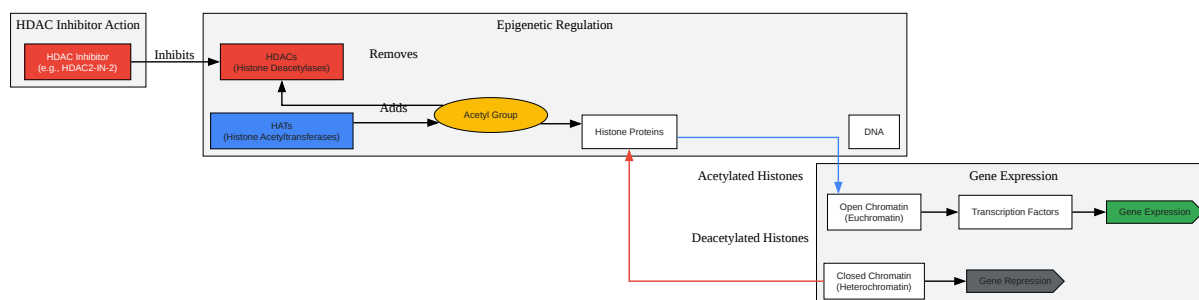 HDAC Inhibitor Action
HDAC Inhibitor
(e.g., HDAC2-IN-2)
Inhibits
Epigenetic Regulation
HDACs
(Histone Deacetylases)
Removes
Adds
HATs
(Histone Acetyltransferases)
Acetyl Group
Histone Proteins
DNA
Acetylated Histones
Deacetylated Histones
Gene Expression
Open Chromatin
(Euchromatin)
Transcription Factors
Gene Expression
Closed Chromatin
(Heterochromatin)
Gene Repression